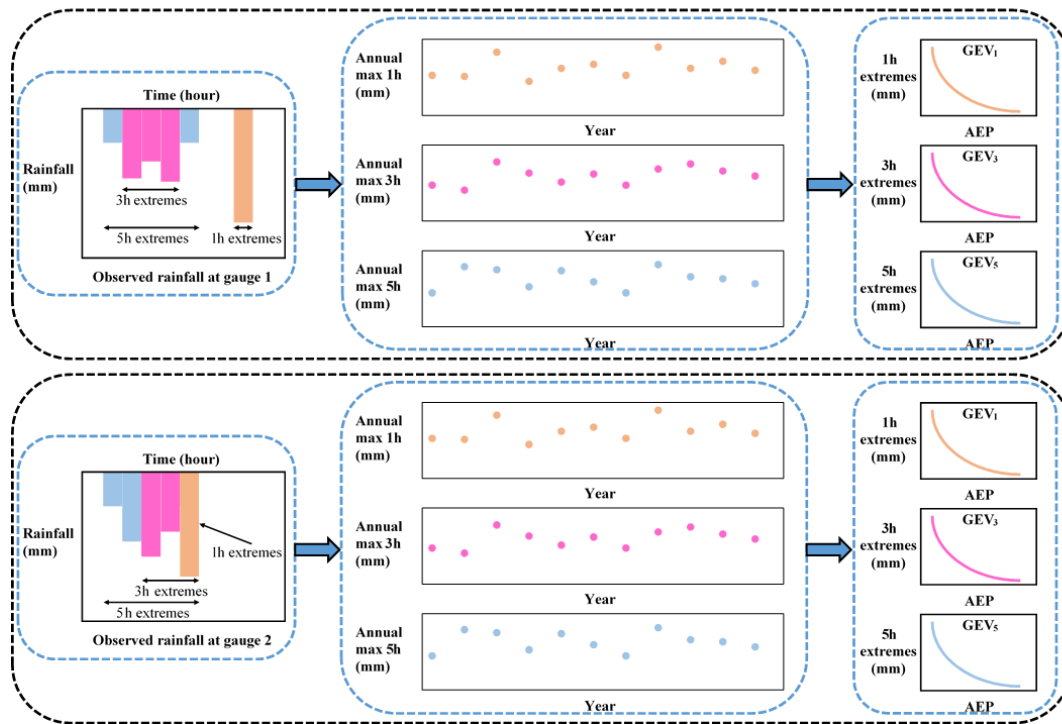 Time (hour)
Rainfall
(mm)
3h extremes
5h extremes
1h extremes
Observed rainfall at gauge 1
Annual
max 1h
(mm)
Year
Annual
max 3h
(mm)
Year
Annual
max 5h
(mm)
Year
1h
extremes
(mm)
GEV₁
AEP
3h
extremes
(mm)
GEV₃
AEP
5h
extremes
(mm)
GEV₅
AEP
Time (hour)
Rainfall
(mm)
1h extremes
3h extremes
5h extremes
Observed rainfall at gauge 2
Annual
max 1h
(mm)
Year
Annual
max 3h
(mm)
Year
Annual
max 5h
(mm)
Year
1h
extremes
(mm)
GEV₁
AEP
3h
extremes
(mm)
GEV₃
AEP
5h
extremes
(mm)
GEV₅
AEP